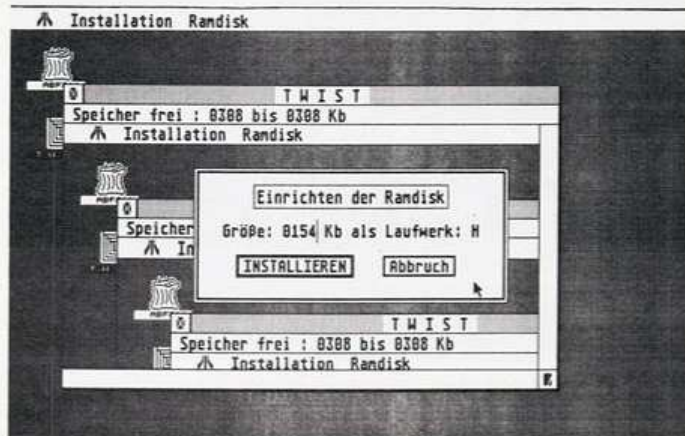 Installation Ramdisk
TWIST
Speicher frei : 0308 bis 0308 Kb
Installation Ramdisk
Einrichten der Ramdisk
Speicher
Größe: 0154 Kb als Laufwerk: H
In
INSTALLIEREN Abbruch
TWIST
Speicher frei : 0308 bis 0308 Kb
Installation Ramdisk